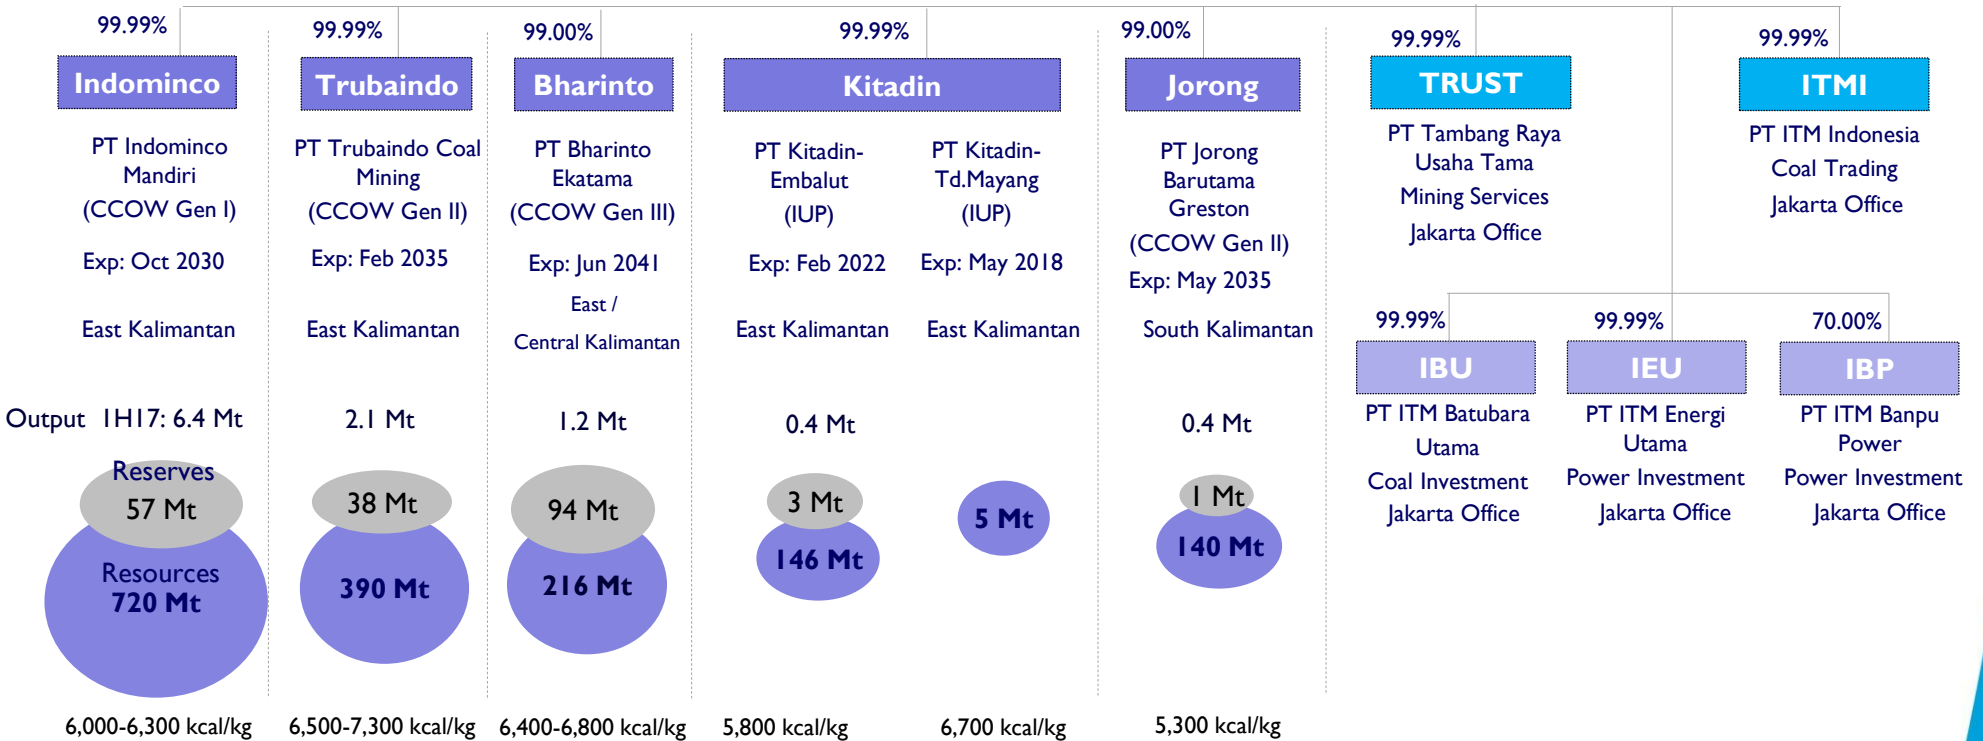 99.99%
99.99%
99.00%
99.99%
99.00%
99.99%
99.99%
Indominco
Trubaindo
Bharinto
Kitadin
Jorong
TRUST
ITMI
PT Indominco
Mandiri
(CCOW Gen I)
Exp: Oct 2030
East Kalimantan
PT Trubaindo Coal
Mining
(CCOW Gen II)
Exp: Feb 2035
East Kalimantan
PT Bharinto
Ekatama
(CCOW Gen III)
Exp: Jun 2041
East /
Central Kalimantan
PT Kitadin-
Embalut
(IUP)
Exp: Feb 2022
East Kalimantan
PT Kitadin-
Td.Mayang
(IUP)
Exp: May 2018
East Kalimantan
PT Jorong
Barutama
Greston
(CCOW Gen II)
Exp: May 2035
South Kalimantan
PT Tambang Raya
Usaha Tama
Mining Services
Jakarta Office
PT ITM Indonesia
Coal Trading
Jakarta Office
99.99%
99.99%
70.00%
IBU
IEU
IBP
PT ITM Batubara
Utama
Coal Investment
Jakarta Office
PT ITM Energi
Utama
Power Investment
Jakarta Office
PT ITM Banpu
Power
Power Investment
Jakarta Office
Output 1H17: 6.4 Mt
2.1 Mt
1.2 Mt
0.4 Mt
0.4 Mt
Reserves
57 Mt
38 Mt
94 Mt
3 Mt
5 Mt
1 Mt
Resources
720 Mt
390 Mt
216 Mt
146 Mt
140 Mt
6,000-6,300 kcal/kg
6,500-7,300 kcal/kg
6,400-6,800 kcal/kg
5,800 kcal/kg
6,700 kcal/kg
5,300 kcal/kg